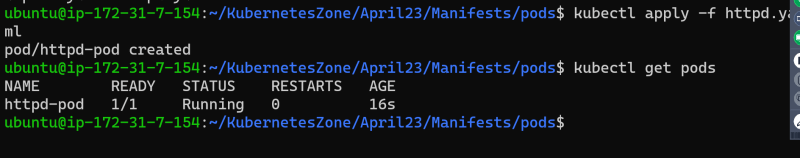 ubuntu@ip-172-31-7-154:~/KubernetesZone/April23/Manifests/pods$ kubectl apply -f httpd.ya
ml
pod/httpd-pod created
ubuntu@ip-172-31-7-154:~/KubernetesZone/April23/Manifests/pods$ kubectl get pods
NAME        READY   STATUS    RESTARTS   AGE
httpd-pod   1/1     Running   0          16s
ubuntu@ip-172-31-7-154:~/KubernetesZone/April23/Manifests/pods$